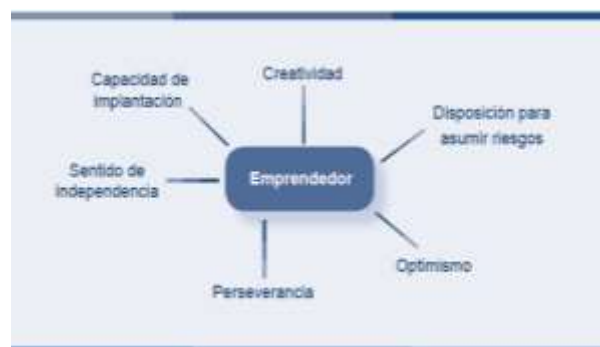 Creatividad
Capacidad de
implantación
Disposición para
asumir riesgos
Sentido de
independencia
Emprendedor
Optimismo
Perseverancia